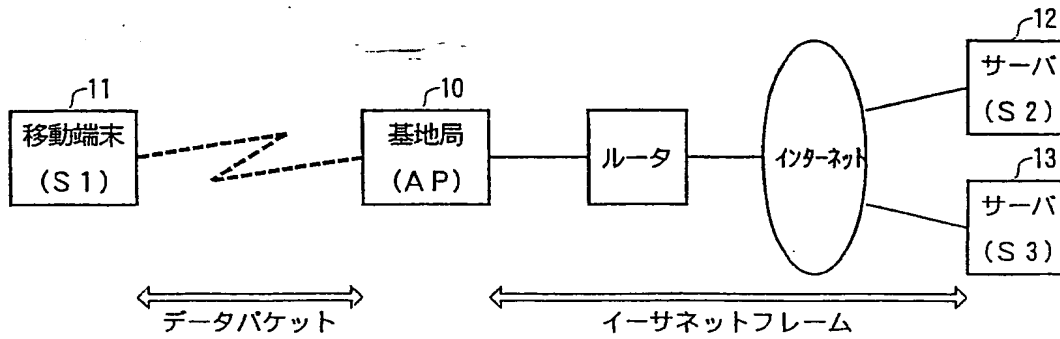 11
移動端末
(S1)
10
基地局
(AP)
ルータ
インターネット
12
サーバ
(S2)
13
サーバ
(S3)
データパケット
イーサネットフレーム